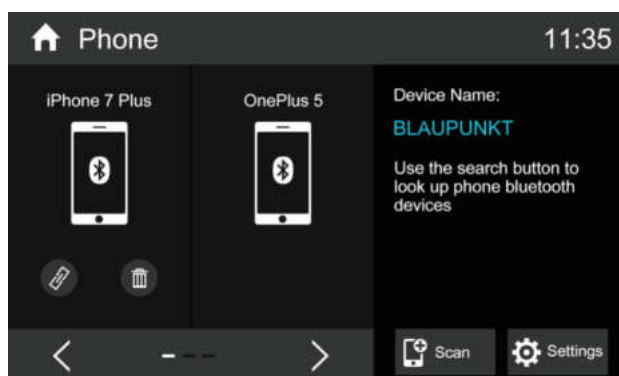 Phone
11:35
iPhone 7 Plus
OnePlus 5
Device Name:
BLAUPUNKT
Use the search button to
look up phone bluetooth
devices
Scan
Settings